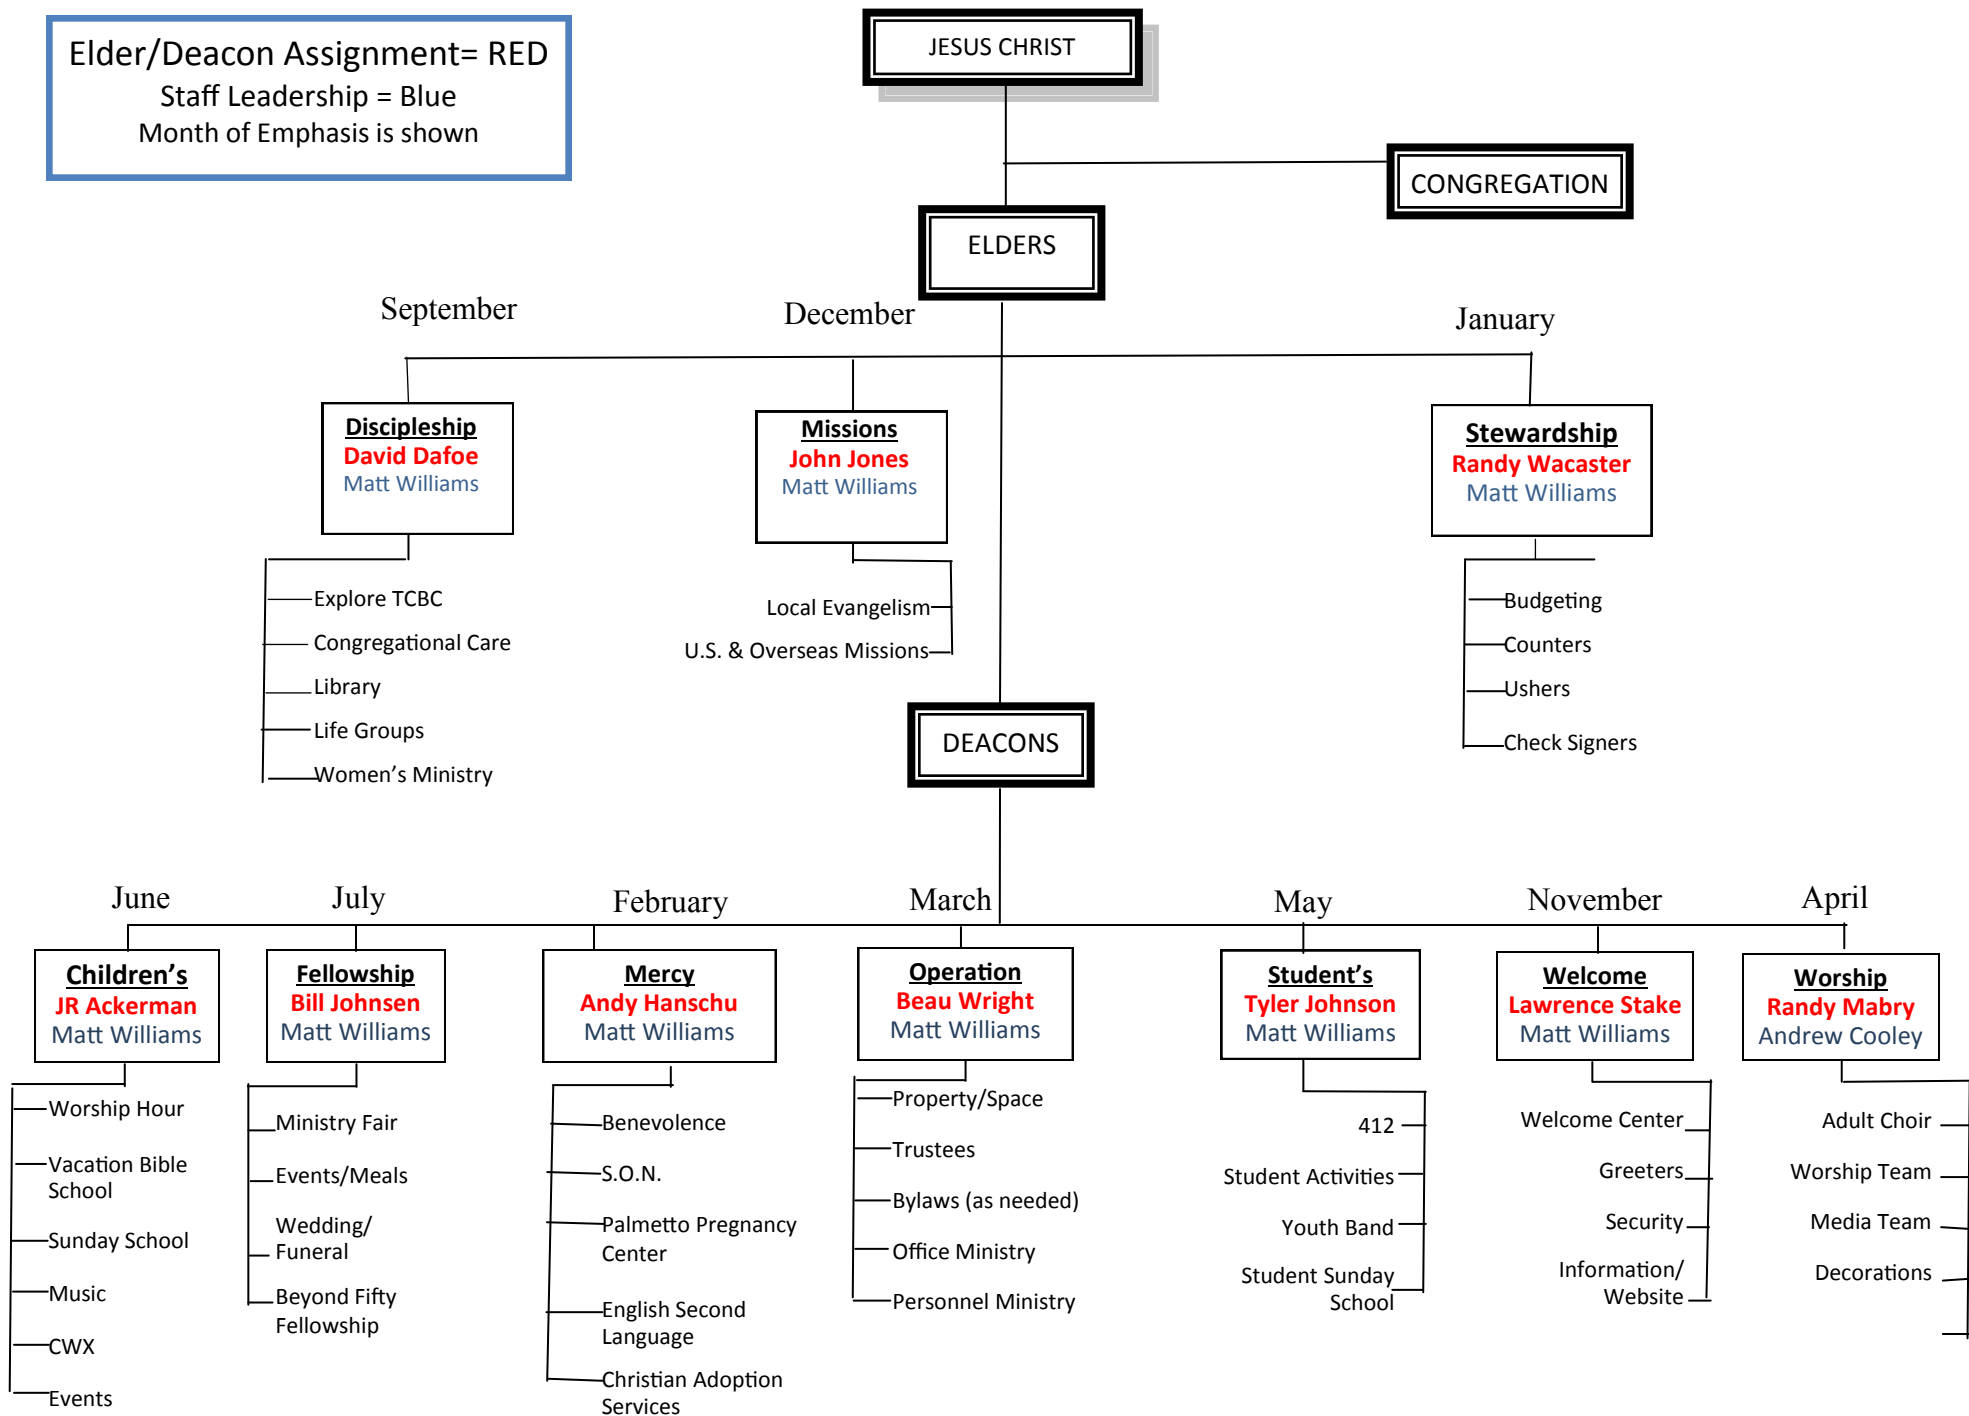 Elder/Deacon Assignment= RED
Staff Leadership = Blue
Month of Emphasis is shown
JESUS CHRIST
CONGREGATION
ELDERS
September
December
January
Discipleship
David Dafoe
Matt Williams
Missions
John Jones
Matt Williams
Stewardship
Randy Wacaster
Matt Williams
Explore TCBC
Congregational Care
Library
Life Groups
Women’s Ministry
Local Evangelism
U.S. & Overseas Missions
Budgeting
Counters
Ushers
Check Signers
DEACONS
June
July
February
March
May
November
April
Children’s
JR Ackerman
Matt Williams
Fellowship
Bill Johnsen
Matt Williams
Mercy
Andy Hanschu
Matt Williams
Operation
Beau Wright
Matt Williams
Student’s
Tyler Johnson
Matt Williams
Welcome
Lawrence Stake
Matt Williams
Worship
Randy Mabry
Andrew Cooley
Worship Hour
Vacation Bible
School
Sunday School
Music
CWX
Events
Ministry Fair
Events/Meals
Wedding/
Funeral
Beyond Fifty
Fellowship
Benevolence
S.O.N.
Palmetto Pregnancy
Center
English Second
Language
Christian Adoption
Services
Property/Space
Trustees
Bylaws (as needed)
Office Ministry
Personnel Ministry
412
Student Activities
Youth Band
Student Sunday
School
Welcome Center
Greeters
Security
Information/
Website
Adult Choir
Worship Team
Media Team
Decorations